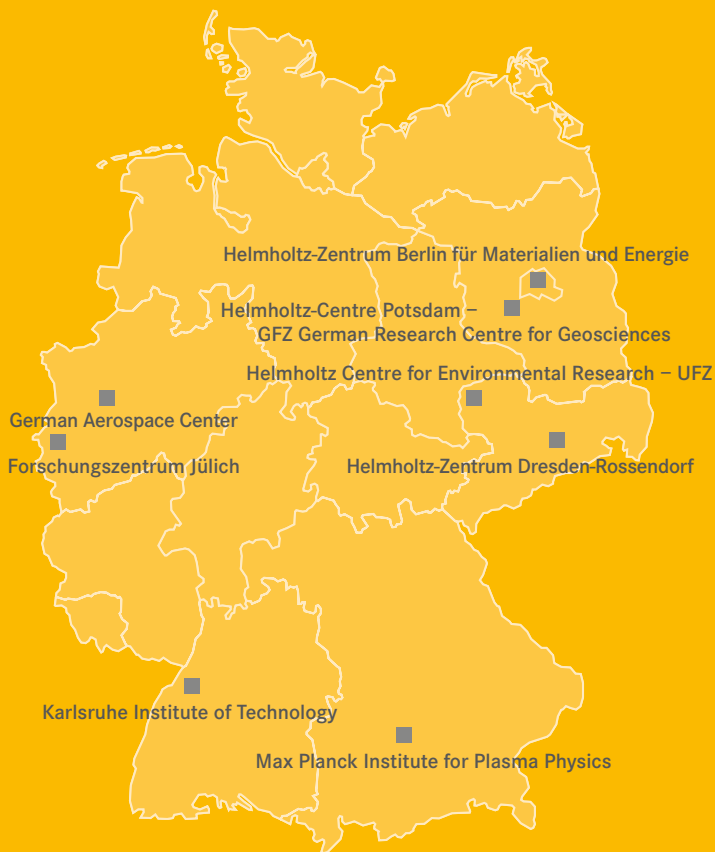 Helmholtz-Zentrum Berlin für Materialien und Energie
Helmholtz-Centre Potsdam –
GFZ German Research Centre for Geosciences
Helmholtz Centre for Environmental Research – UFZ
German Aerospace Center
Forschungszentrum Jülich
Helmholtz-Zentrum Dresden-Rossendorf
Karlsruhe Institute of Technology
Max Planck Institute for Plasma Physics